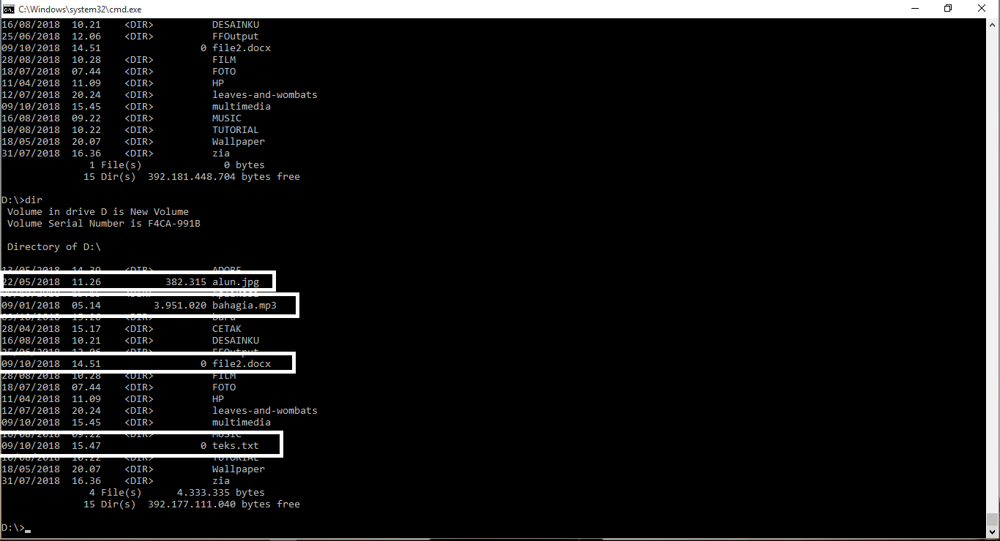 C:\Windows\system32\cmd.exe
16/08/2018  10.21    <DIR>          DESAINKU
25/06/2018  12.06    <DIR>          FFOutput
09/10/2018  14.51                 0 file2.docx
28/08/2018  10.28    <DIR>          FILM
18/07/2018  07.44    <DIR>          FOTO
11/04/2018  11.09    <DIR>          HP
12/07/2018  20.24    <DIR>          leaves-and-wombats
09/10/2018  15.45    <DIR>          multimedia
16/08/2018  09.22    <DIR>          MUSIC
10/08/2018  10.22    <DIR>          TUTORIAL
18/05/2018  20.07    <DIR>          Wallpaper
31/07/2018  16.36    <DIR>          zia
               1 File(s)              0 bytes
              15 Dir(s)  392.181.448.704 bytes free
D:\>dir
 Volume in drive D is New Volume
 Volume Serial Number is F4CA-991B
 Directory of D:\
13/05/2018  14.39    <DIR>          ADOBE
22/05/2018  11.26           382.315 alun.jpg
09/01/2018  05.14         3.951.020 bahagia.mp3
<DIR>          baru
28/04/2018  15.17    <DIR>          CETAK
16/08/2018  10.21    <DIR>          DESAINKU
25/06/2018  12.06    <DIR>          FFOutput
09/10/2018  14.51                 0 file2.docx
28/08/2018  10.28    <DIR>          FILM
18/07/2018  07.44    <DIR>          FOTO
11/04/2018  11.09    <DIR>          HP
12/07/2018  20.24    <DIR>          leaves-and-wombats
09/10/2018  15.45    <DIR>          multimedia
16/08/2018  09.22    <DIR>          MUSIC
09/10/2018  15.47                 0 teks.txt
10/08/2018  10.22    <DIR>          TUTORIAL
18/05/2018  20.07    <DIR>          Wallpaper
31/07/2018  16.36    <DIR>          zia
               4 File(s)      4.333.335 bytes
              15 Dir(s)  392.177.111.040 bytes free
D:\>